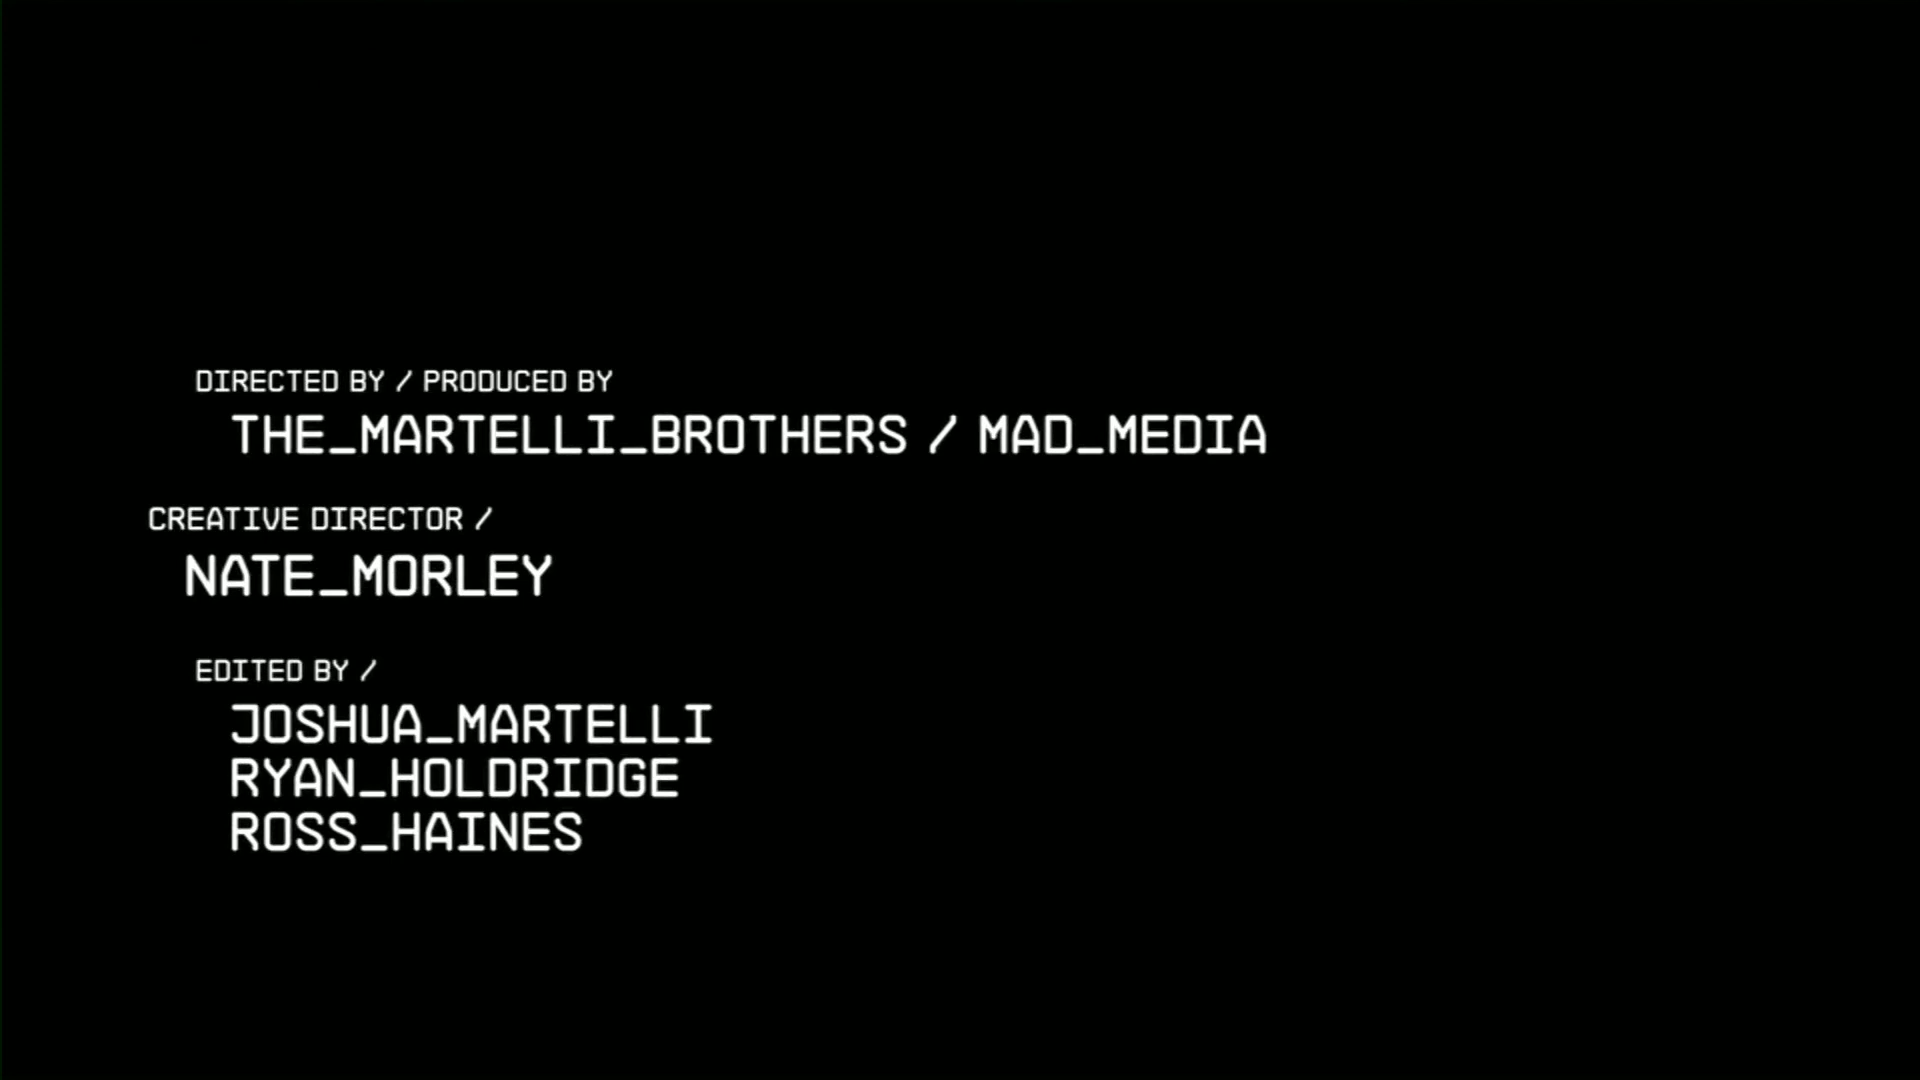 DIRECTED BY / PRODUCED BY
THE_MARTELLI_BROTHERS / MAD_MEDIA
CREATIVE DIRECTOR /
NATE_MORLEY
EDITED BY /
JOSHUA_MARTELLI
RYAN_HOLDRIDGE
ROSS_HAINES